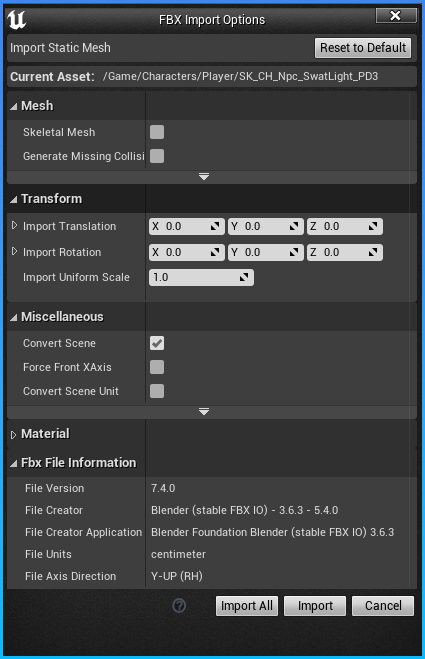 FBX Import Options
Import Static Mesh
Reset to Default
Current Asset: /Game/Characters/Player/SK_CH_Npc_SwatLight_PD3
Mesh
Skeletal Mesh
Generate Missing Collisi
Transform
Import Translation X 0.0 Y 0.0 Z 0.0
Import Rotation X 0.0 Y 0.0 Z 0.0
Import Uniform Scale 1.0
Miscellaneous
Convert Scene
Force Front XAxis
Convert Scene Unit
Material
Fbx File Information
File Version 7.4.0
File Creator Blender (stable FBX IO) - 3.6.3 - 5.4.0
File Creator Application Blender Foundation Blender (stable FBX IO) 3.6.3
File Units centimeter
File Axis Direction Y-UP (RH)
? Import All Import Cancel